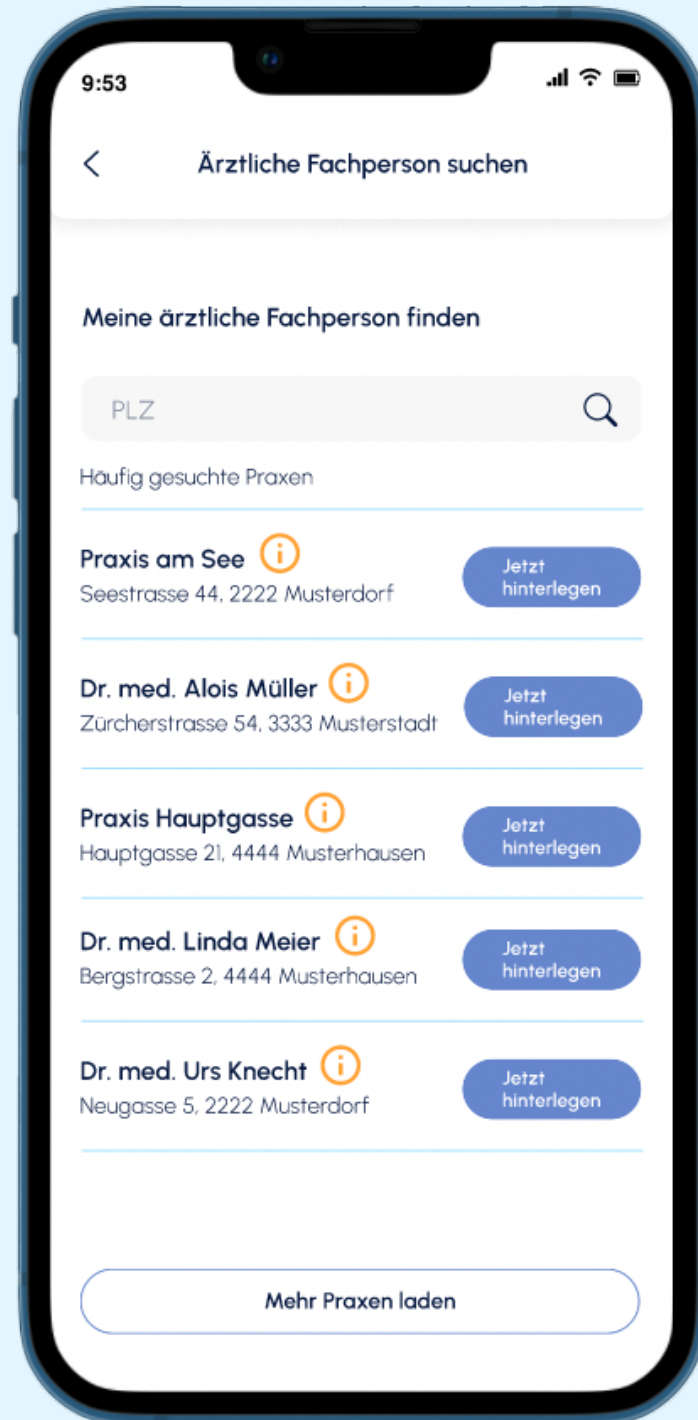 9:53
Ärztliche Fachperson suchen
Meine ärztliche Fachperson finden
PLZ
Häufig gesuchte Praxen
Praxis am See
Seestrasse 44, 2222 Musterdorf
Jetzt
hinterlegen
Dr. med. Alois Müller
Zürcherstrasse 54, 3333 Musterstadt
Jetzt
hinterlegen
Praxis Hauptgasse
Hauptgasse 21, 4444 Musterhausen
Jetzt
hinterlegen
Dr. med. Linda Meier
Bergstrasse 2, 4444 Musterhausen
Jetzt
hinterlegen
Dr. med. Urs Knecht
Neugasse 5, 2222 Musterdorf
Jetzt
hinterlegen
Mehr Praxen laden